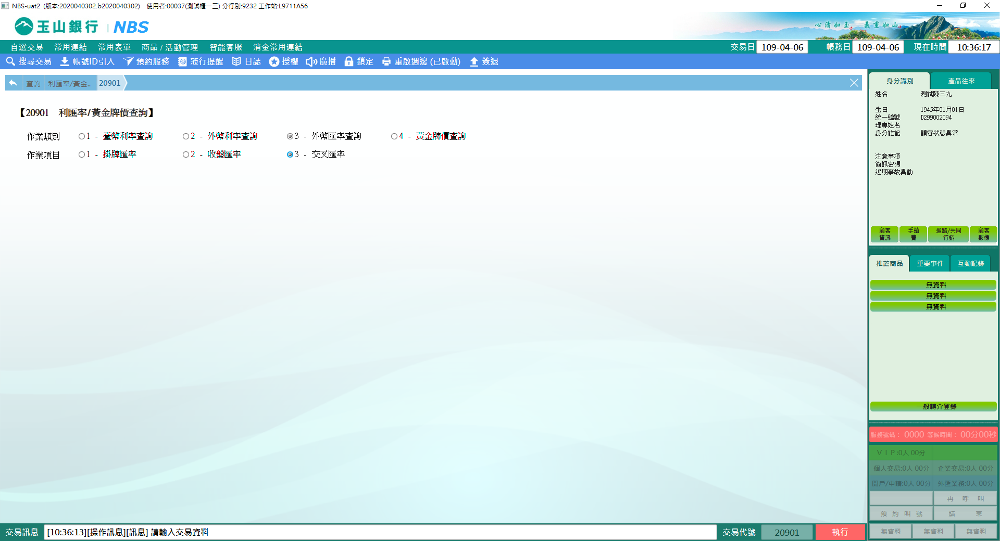 NBS-uat2 (版本:2020040302.b2020040302) 使用者:00037(測試櫃一三) 分行別:9232 工作站:L9711A56
玉山銀行 | NBS
心清如玉 義重如山
自選交易 常用連結 常用表單 商品 / 活動管理 智能客服 消金常用連結 交易日 109-04-06 帳務日 109-04-06 現在時間 10:36:17
搜尋交易 帳號ID引入 預約服務 蒞行提醒 日誌 授權 廣播 鎖定 重啟週邊 (已啟動) 簽退
查詢 利匯率/黃金.. 20901
【20901 利匯率/黃金牌價查詢】
作業類別 1 - 臺幣利率查詢 2 - 外幣利率查詢 3 - 外幣匯率查詢 4 - 黃金牌價查詢
作業項目 1 - 掛牌匯率 2 - 收盤匯率 3 - 交叉匯率
身分識別 產品往來
姓名 測試陳三九
生日 1945年01月01日
統一編號 D299002094
理專姓名
身分註記 顧客狀態異常
注意事項
簡訊密碼
近期事故異動
顧客資訊 手續費 通路/共同行銷 顧客影像
推薦商品 重要事件 互動記錄
無資料
無資料
無資料
一般轉介登錄
服務號碼： 0000 等候時間： 00分00秒
ＶＩＰ:0人 00分
個人交易:0人 00分 企業交易:0人 00分
開戶/申請:0人 00分 外匯業務:0人 00分
再 呼 叫
預 約 叫 號 結 束
無資料 無資料 無資料
交易訊息 [10:36:13][操作訊息][訊息] 請輸入交易資料 交易代號 20901 執行